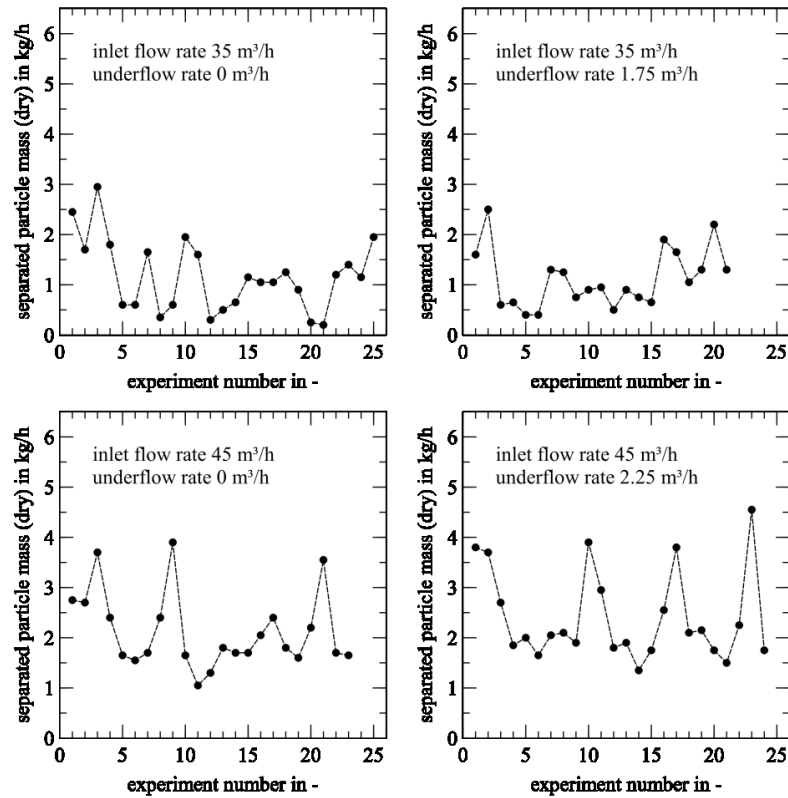 separated particle mass (dry) in kg/h
6
5
4
3
2
1
0
inlet flow rate 35 m³/h
underflow rate 0 m³/h
0 5 10 15 20 25
experiment number in -
separated particle mass (dry) in kg/h
6
5
4
3
2
1
0
inlet flow rate 35 m³/h
underflow rate 1.75 m³/h
0 5 10 15 20 25
experiment number in -
separated particle mass (dry) in kg/h
6
5
4
3
2
1
0
inlet flow rate 45 m³/h
underflow rate 0 m³/h
0 5 10 15 20 25
experiment number in -
separated particle mass (dry) in kg/h
6
5
4
3
2
1
0
inlet flow rate 45 m³/h
underflow rate 2.25 m³/h
0 5 10 15 20 25
experiment number in -